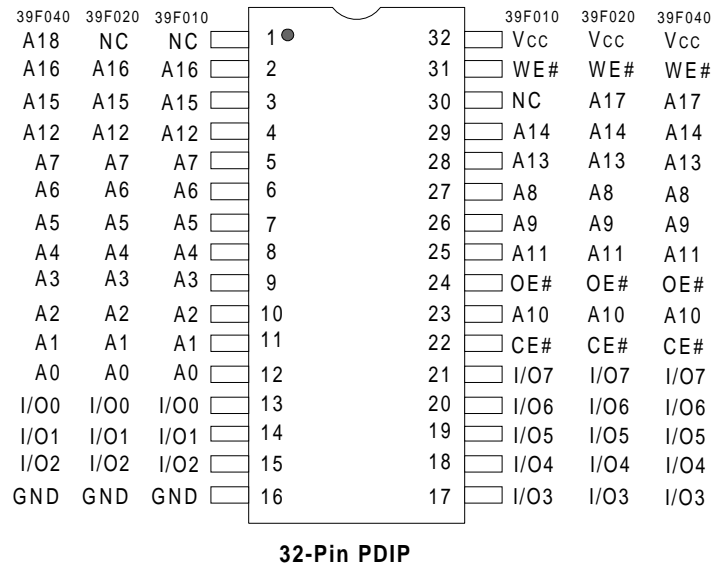 39F040 39F020 39F010 39F010 39F020 39F040
A18 NC NC 1 32 Vcc Vcc Vcc
A16 A16 A16 2 31 WE# WE# WE#
A15 A15 A15 3 30 NC A17 A17
A12 A12 A12 4 29 A14 A14 A14
A7 A7 A7 5 28 A13 A13 A13
A6 A6 A6 6 27 A8 A8 A8
A5 A5 A5 7 26 A9 A9 A9
A4 A4 A4 8 25 A11 A11 A11
A3 A3 A3 9 24 OE# OE# OE#
A2 A2 A2 10 23 A10 A10 A10
A1 A1 A1 11 22 CE# CE# CE#
A0 A0 A0 12 21 I/O7 I/O7 I/O7
I/O0 I/O0 I/O0 13 20 I/O6 I/O6 I/O6
I/O1 I/O1 I/O1 14 19 I/O5 I/O5 I/O5
I/O2 I/O2 I/O2 15 18 I/O4 I/O4 I/O4
GND GND GND 16 17 I/O3 I/O3 I/O3
32-Pin PDIP